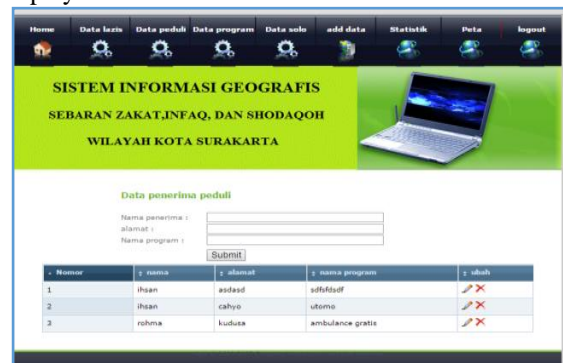 Home Data lazis Data peduli Data program Data solo add data Statistik Peta logout
SISTEM INFORMASI GEOGRAFIS
SEBARAN ZAKAT,INFAQ, DAN SHODAQOH
WILAYAH KOTA SURAKARTA
Data penerima peduli
Nama penerima :
alamat :
Nama program :
Submit
Nomor nama alamat nama program ubah
1 ihsan asdasd sdfsfdsdf
2 ihsan cahyo utomo
3 rohma kudusa ambulance gratis